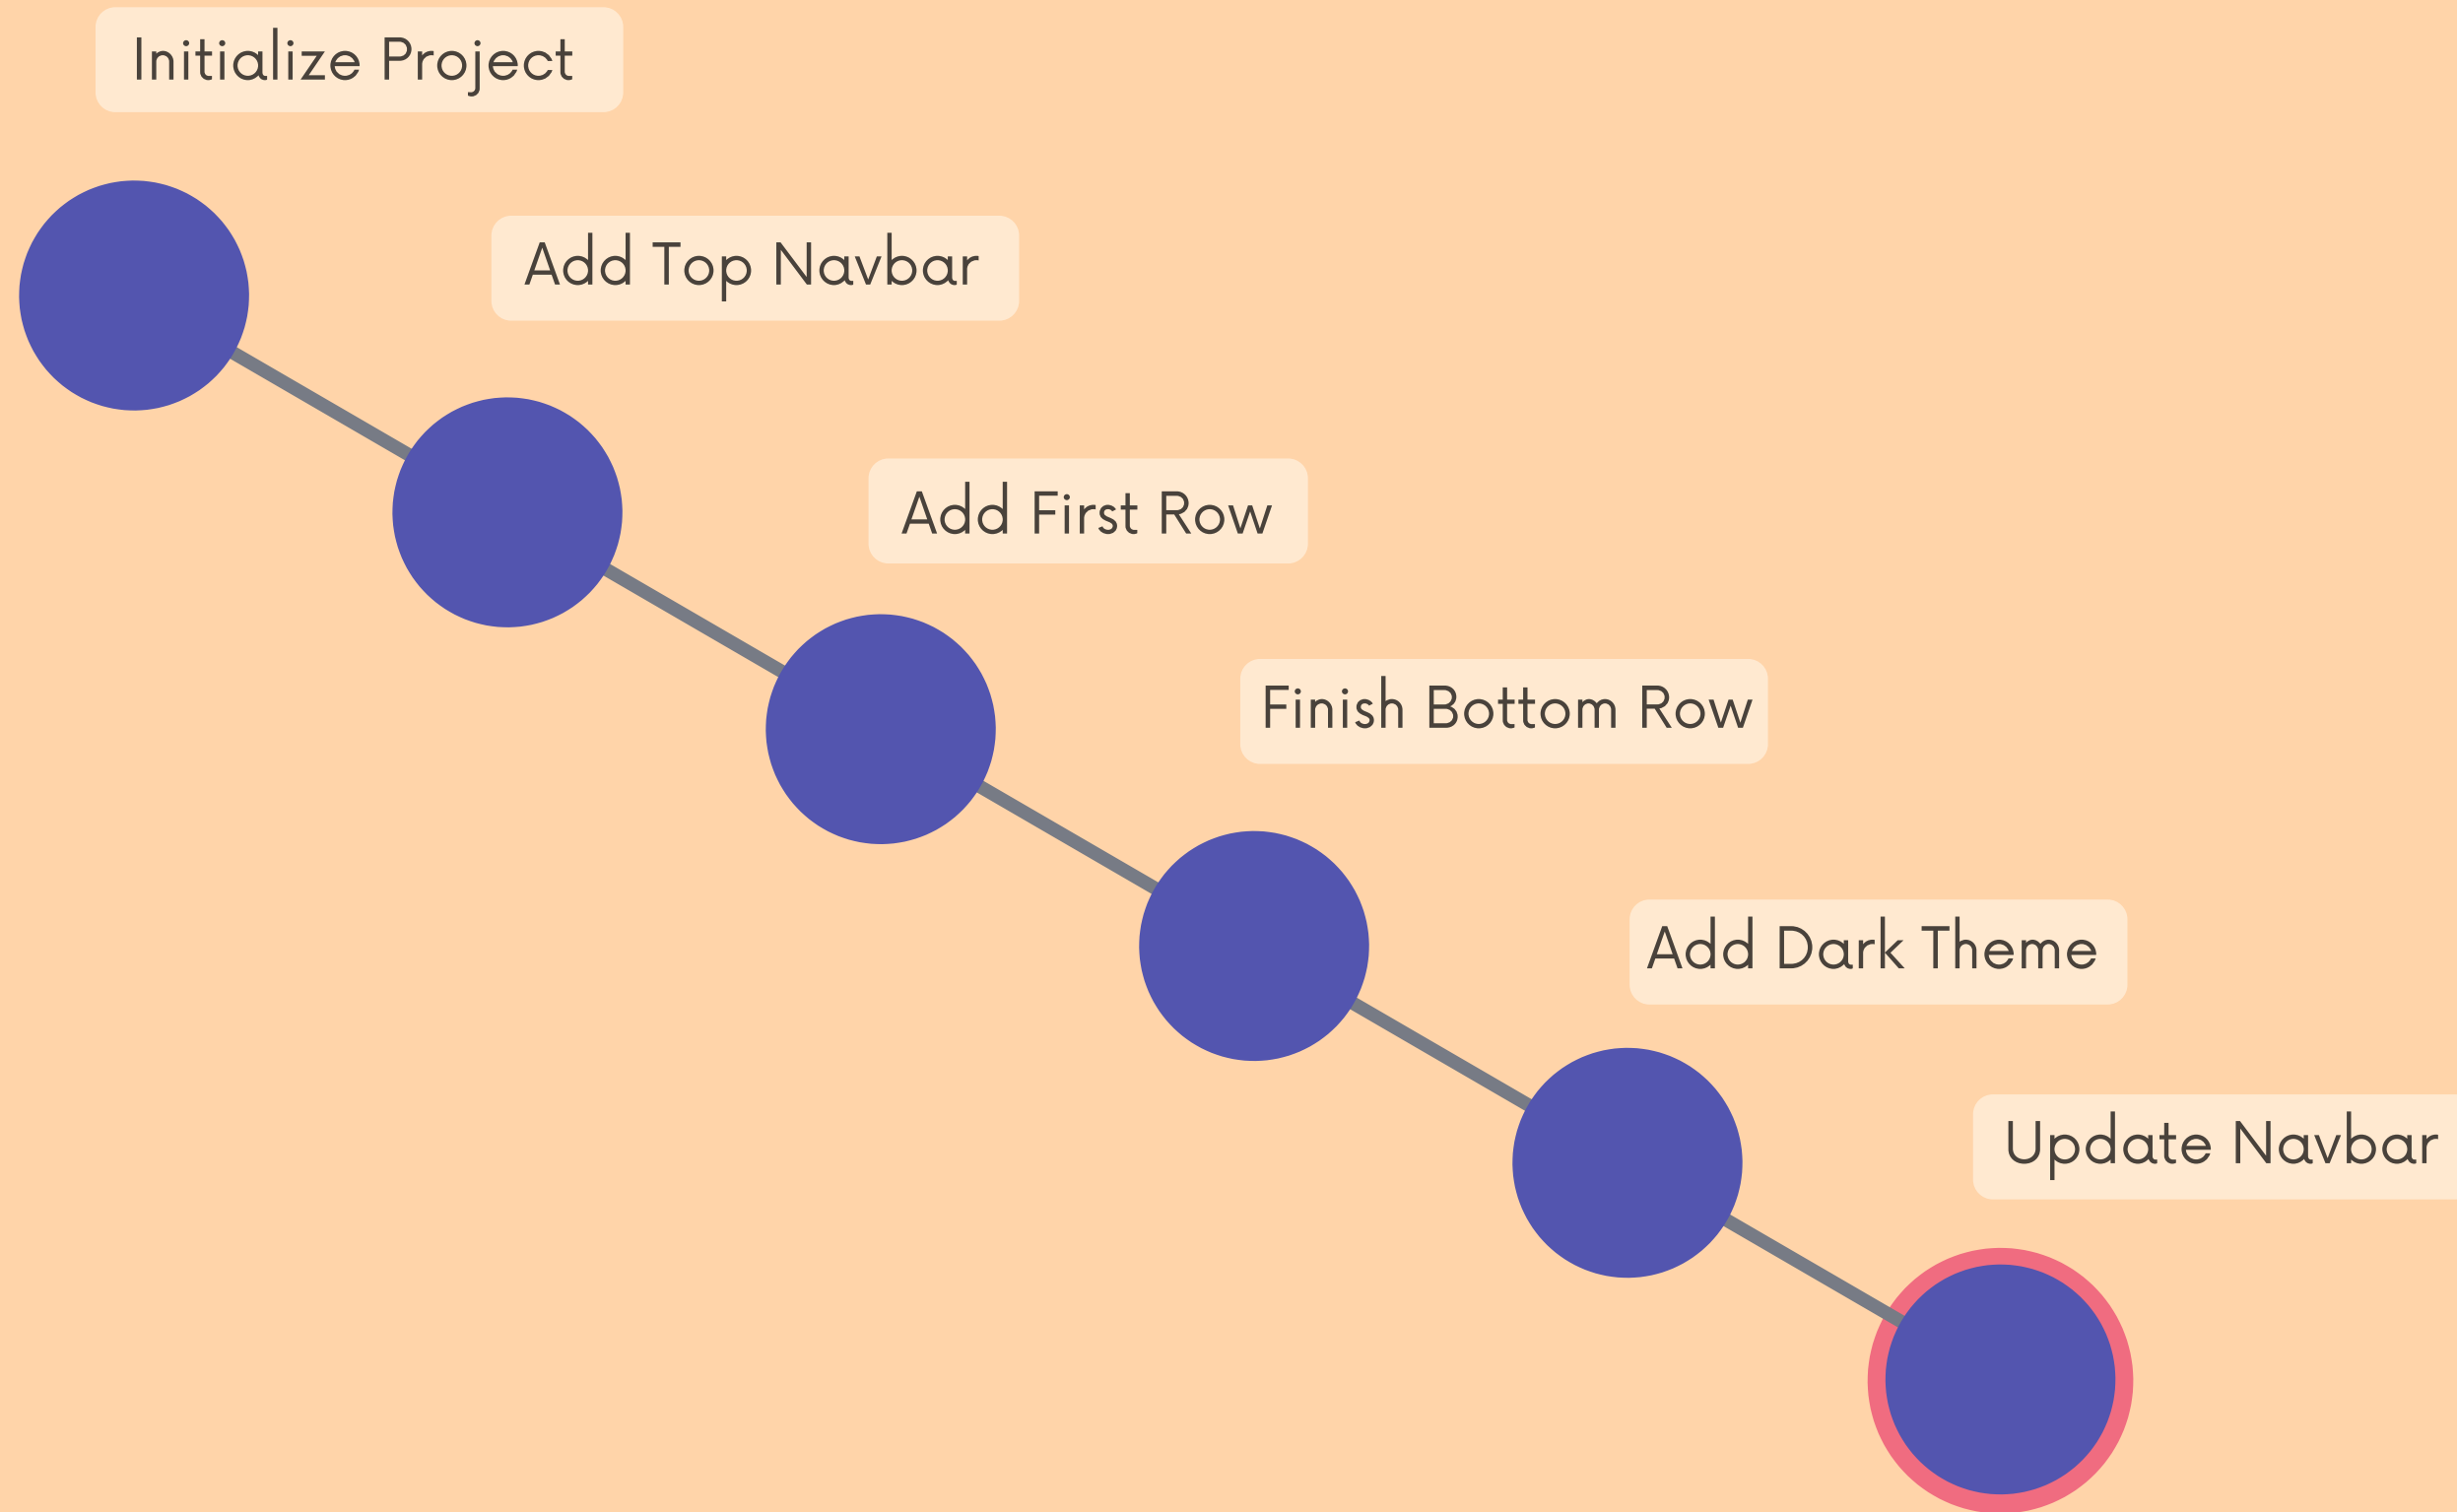 Initialize Project
Add Top Navbar
Add First Row
Finish Bottom Row
Add Dark Theme
Update Navbar